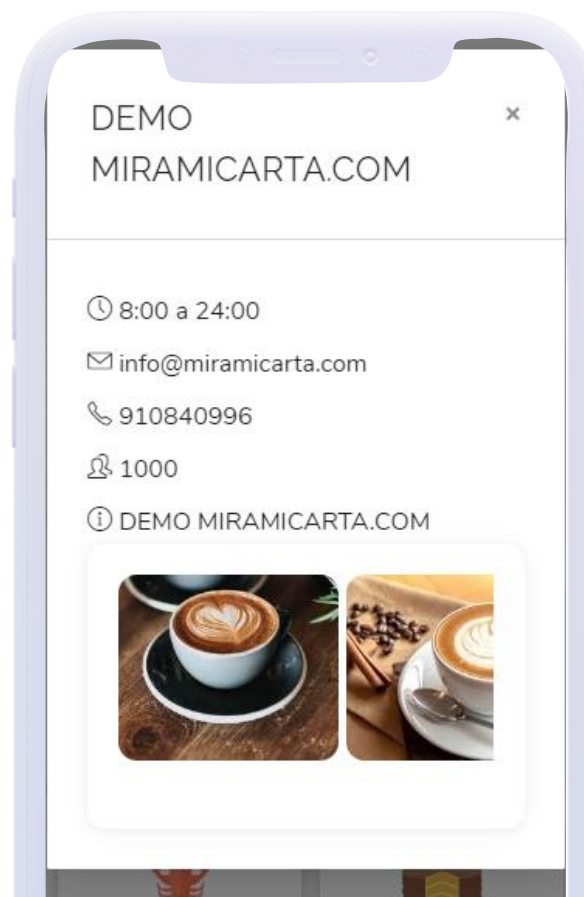 DEMO
MIRAMICARTA.COM
×
8:00 a 24:00
info@miramicarta.com
910840996
1000
DEMO MIRAMICARTA.COM